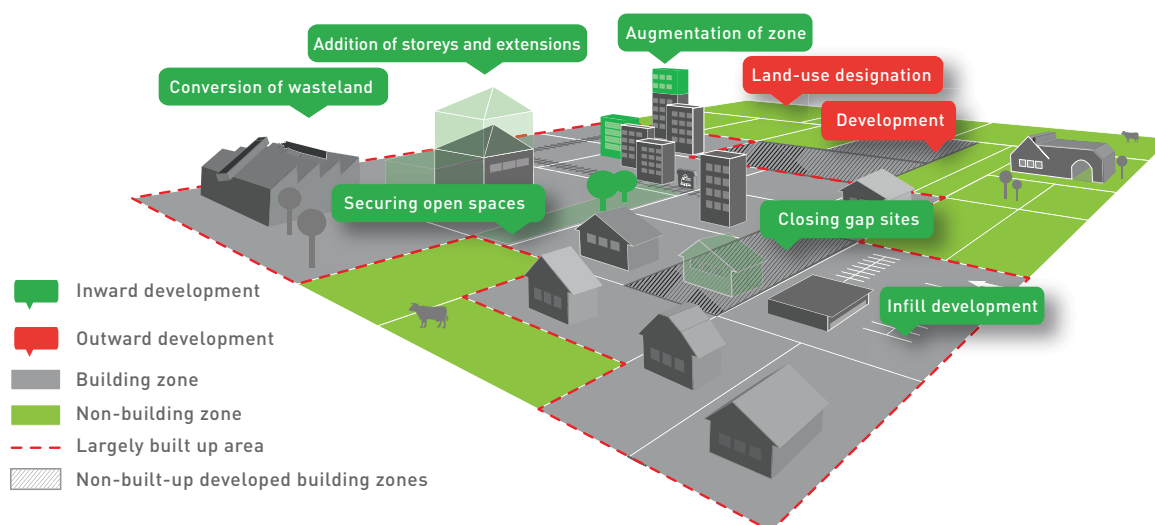 Augmentation of zone
Addition of storeys and extensions
Land-use designation
Conversion of wasteland
Development
Securing open spaces
Closing gap sites
Infill development
Inward development
Outward development
Building zone
Non-building zone
Largely built up area
Non-built-up developed building zones